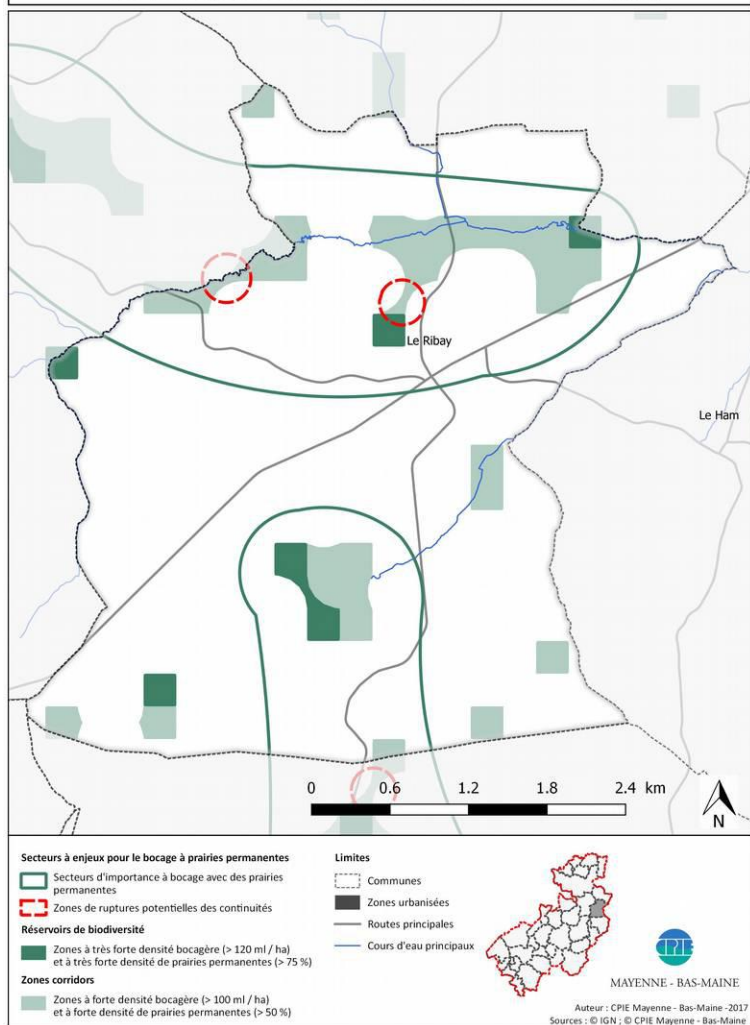 Le Ribay
Le Ham
0 0.6 1.2 1.8 2.4 km
N
Secteurs à enjeux pour le bocage à prairies permanentes
Secteurs d'importance à bocage avec des prairies
permanentes
Zones de ruptures potentielles des continuités
Réservoirs de biodiversité
Zones à très forte densité bocagère (> 120 ml / ha)
et à très forte densité de prairies permanentes (> 75 %)
Zones corridors
Zones à forte densité bocagère (> 100 ml / ha)
et à forte densité de prairies permanentes (> 50 %)
Limites
Communes
Zones urbanisées
Routes principales
Cours d'eau principaux
CPIE
MAYENNE - BAS-MAINE
Auteur : CPIE Mayenne - Bas-Maine -2017
Sources : © IGN ; © CPIE Mayenne - Bas-Maine